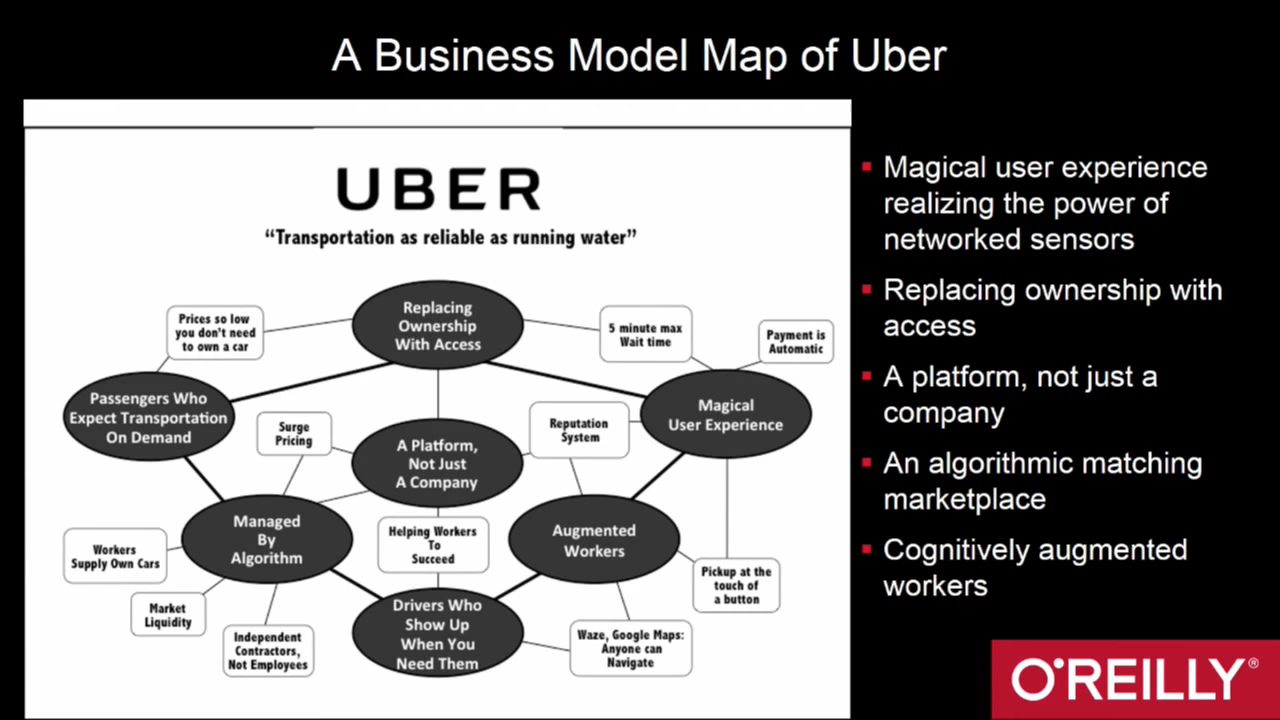 A Business Model Map of Uber
UBER
“Transportation as reliable as running water”
Replacing
Ownership
With Access
Prices so low
you don’t need
to own a car
5 minute max
Wait time
Payment is
Automatic
Passengers Who
Expect Transportation
On Demand
Magical
User Experience
Surge
Pricing
A Platform,
Not Just
A Company
Reputation
System
Managed
By
Algorithm
Helping Workers
To
Succeed
Augmented
Workers
Workers
Supply Own Cars
Pickup at the
touch of
a button
Market
Liquidity
Independent
Contractors,
Not Employees
Drivers Who
Show Up
When You
Need Them
Waze, Google Maps:
Anyone can
Navigate
Magical user experience
realizing the power of
networked sensors
Replacing ownership with
access
A platform, not just a
company
An algorithmic matching
marketplace
Cognitively augmented
workers
O'REILLY®